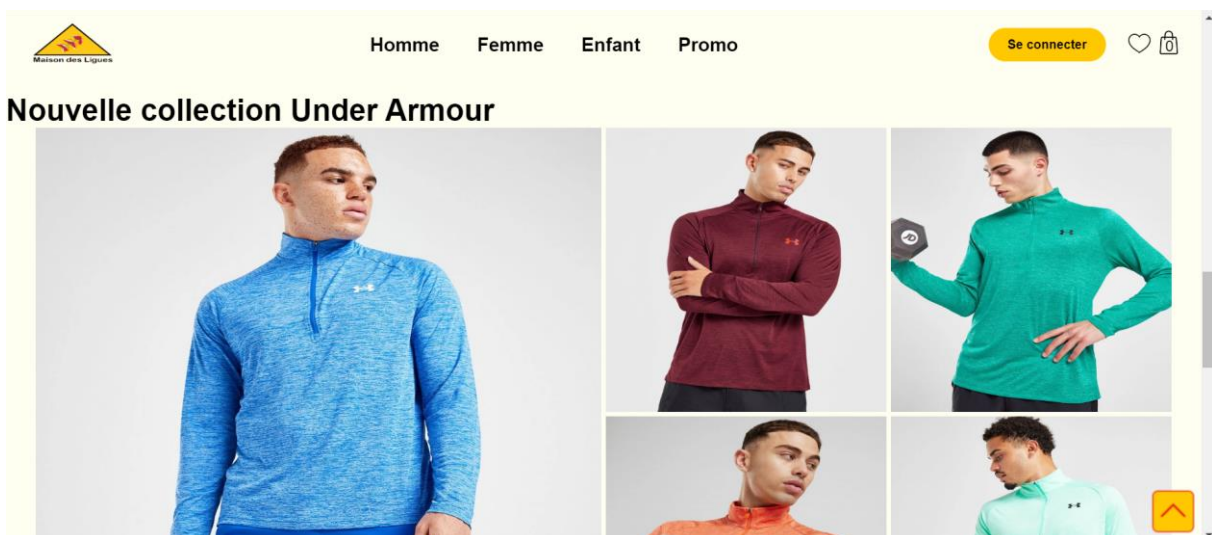 Maison des Ligues
Homme Femme Enfant Promo
Se connecter
0
Nouvelle collection Under Armour